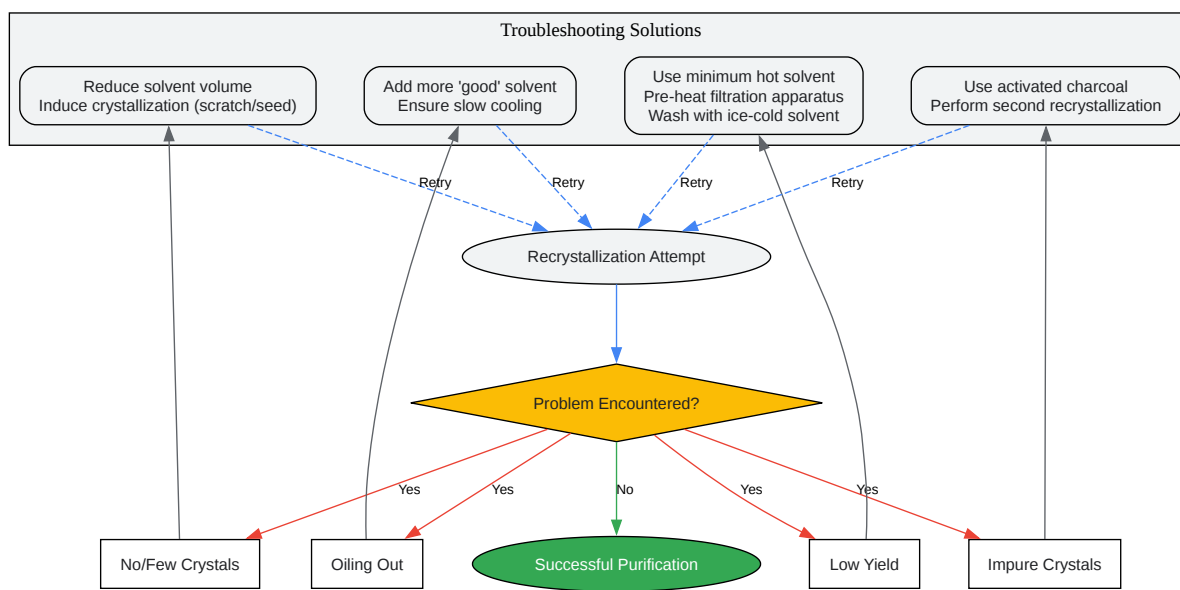 Troubleshooting Solutions
Reduce solvent volume
Induce crystallization (scratch/seed)
Add more 'good' solvent
Ensure slow cooling
Use minimum hot solvent
Pre-heat filtration apparatus
Wash with ice-cold solvent
Use activated charcoal
Perform second recrystallization
Retry
Retry
Retry
Retry
Recrystallization Attempt
Problem Encountered?
Yes
Yes
No
Yes
Yes
No/Few Crystals
Oiling Out
Successful Purification
Low Yield
Impure Crystals